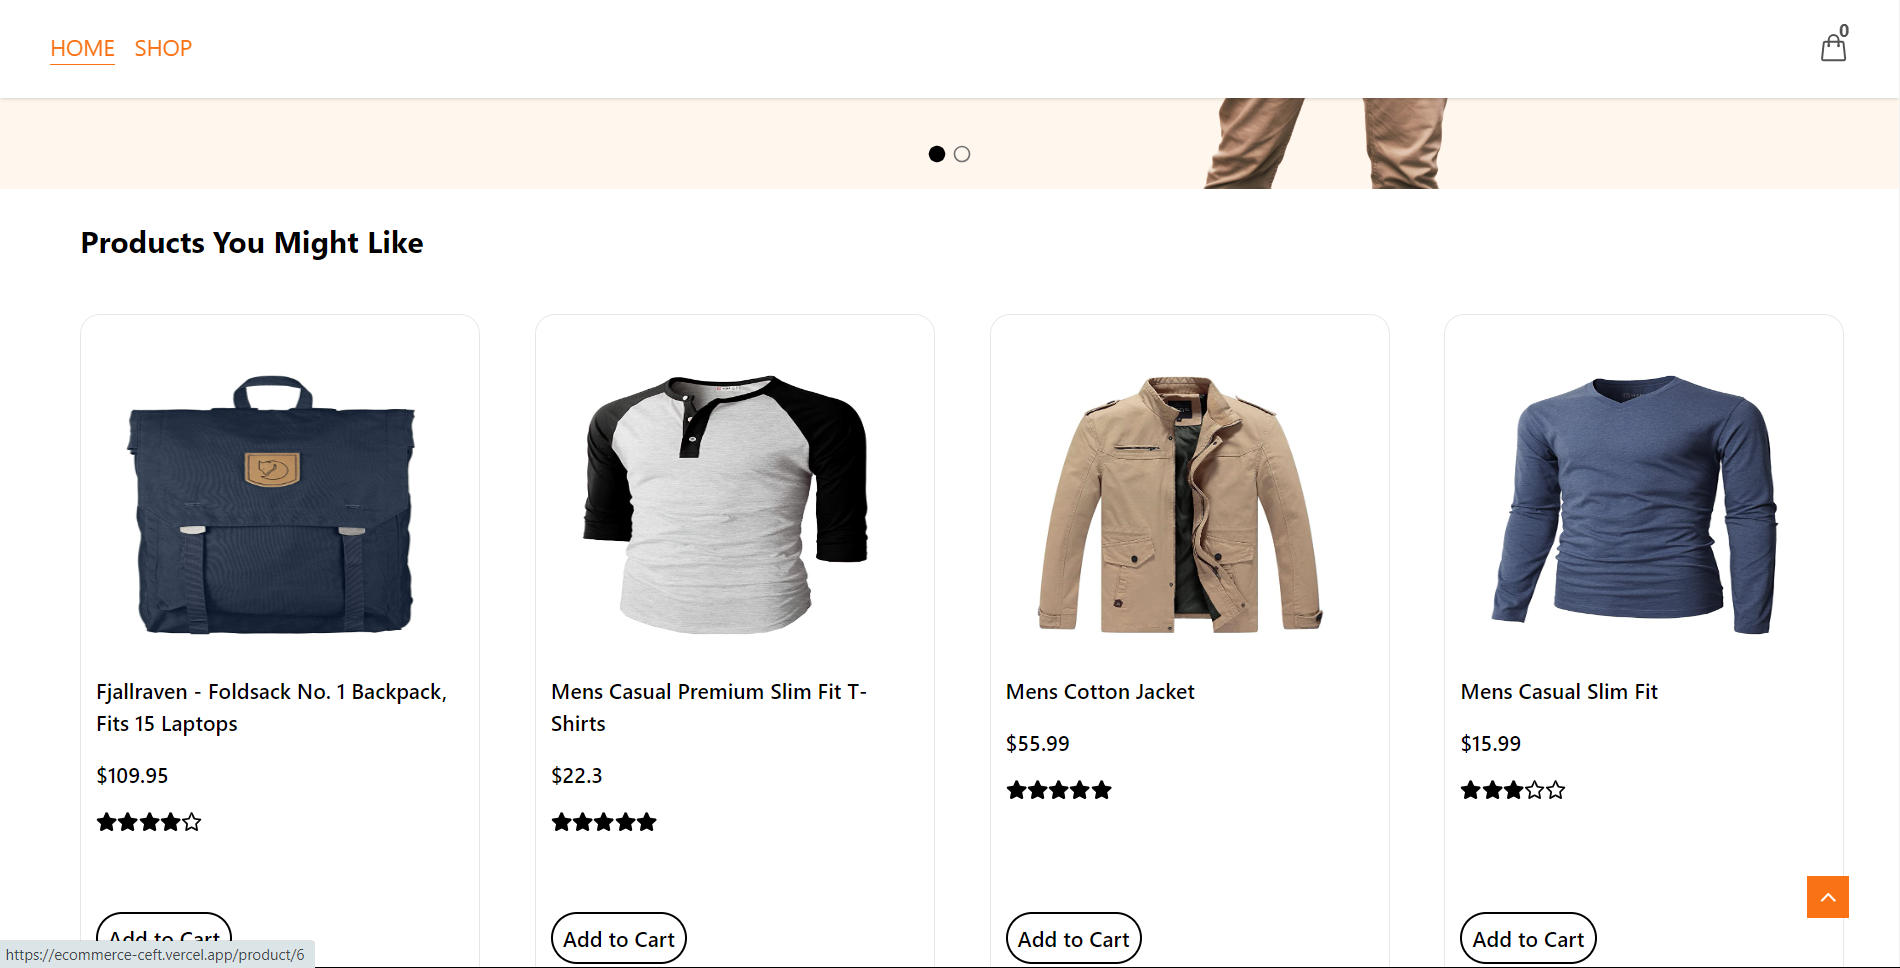 HOME SHOP
0
Products You Might Like
Fjallraven - Foldsack No. 1 Backpack,
Fits 15 Laptops
$109.95
Add to Cart
Mens Casual Premium Slim Fit T-
Shirts
$22.3
Add to Cart
Mens Cotton Jacket
$55.99
Add to Cart
Mens Casual Slim Fit
$15.99
Add to Cart
https://ecommerce-ceft.vercel.app/product/6